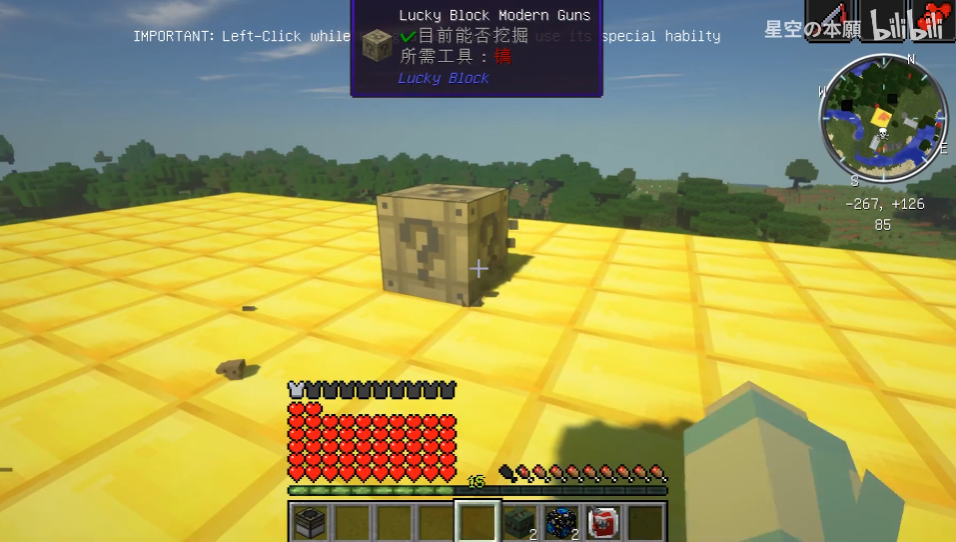 Lucky Block Modern Guns
星空の本願 bilibili
IMPORTANT: Left-Click while use its special habilty
✓目前能否挖掘
所需工具：镐
Lucky Block
N
W
E
S
-267, +126
85
15
2
2